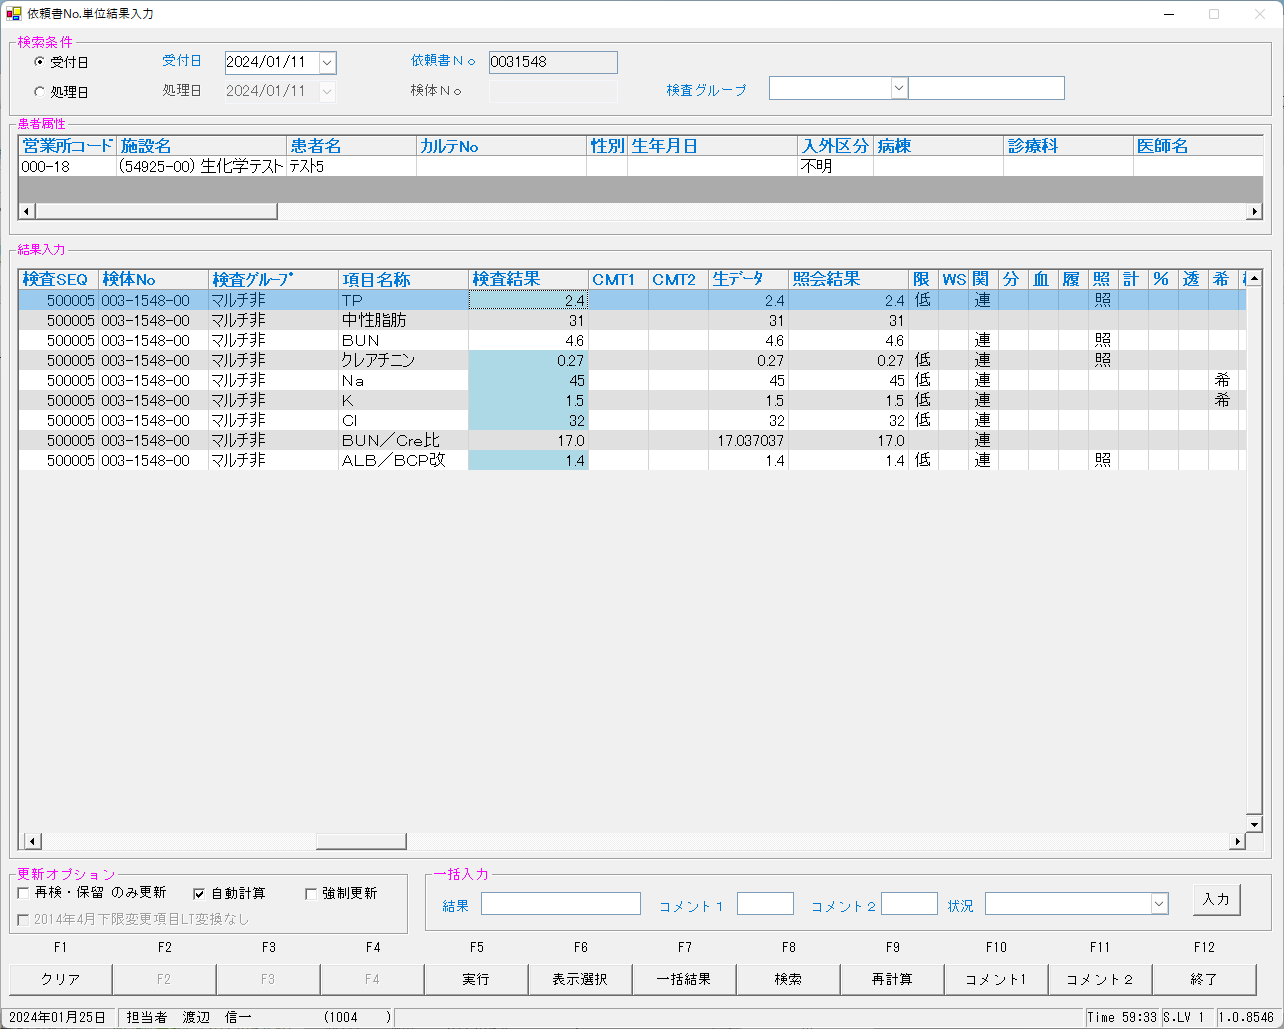 依頼書No.単位結果入力
検索条件
受付日 受付日 2024/01/11 依頼書Ｎｏ 0031548
処理日 処理日 2024/01/11 検体Ｎｏ 検査グループ
患者属性
営業所コード 施設名 患者名 カルテNo 性別 生年月日 入外区分 病棟 診療科 医師名
000-18 (54925-00) 生化学テスト ﾃｽﾄ5 不明
結果入力
検査SEQ 検体No 検査ｸﾞﾙｰﾌﾟ 項目名称 検査結果 CMT1 CMT2 生ﾃﾞｰﾀ 照会結果 限 WS 関 分 血 履 照 計 % 透 希
500005 003-1548-00 マルチ非 ＴＰ 2.4 2.4 2.4 低 連 照
500005 003-1548-00 マルチ非 中性脂肪 31 31 31
500005 003-1548-00 マルチ非 ＢＵＮ 4.6 4.6 4.6 連 照
500005 003-1548-00 マルチ非 クレアチニン 0.27 0.27 0.27 低 連 照
500005 003-1548-00 マルチ非 Ｎａ 45 45 45 低 連 希
500005 003-1548-00 マルチ非 Ｋ 1.5 1.5 1.5 低 連 希
500005 003-1548-00 マルチ非 Ｃｌ 32 32 32 低 連
500005 003-1548-00 マルチ非 ＢＵＮ／Ｃｒｅ比 17.0 17.037037 17.0 連
500005 003-1548-00 マルチ非 ＡＬＢ／ＢＣＰ改 1.4 1.4 1.4 低 連 照
更新オプション
再検・保留 のみ更新 自動計算 強制更新
2014年4月下限変更項目LT変換なし
一括入力
結果 コメント１ コメント２ 状況 入力
F1 F2 F3 F4 F5 F6 F7 F8 F9 F10 F11 F12
クリア F2 F3 F4 実行 表示選択 一括結果 検索 再計算 コメント1 コメント２ 終了
2024年01月25日 担当者 渡辺 信一 (1004 ) Time 59:33 S.LV 1 1.0.8546